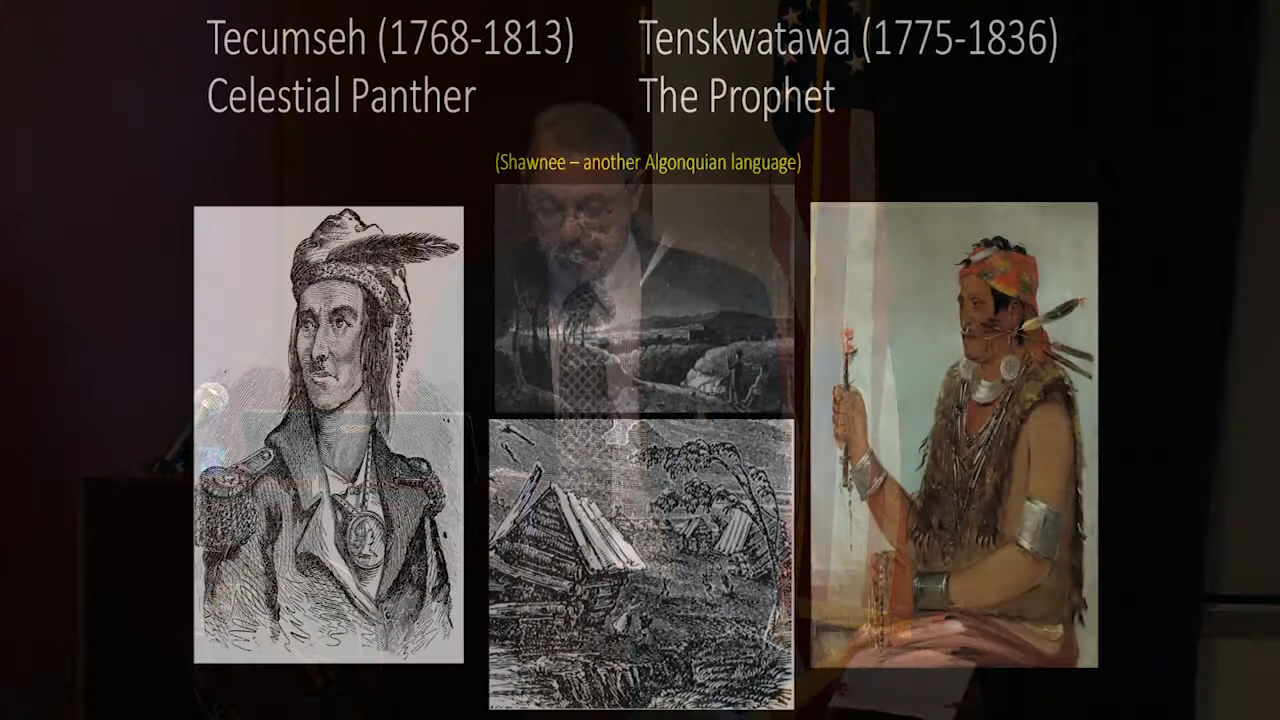 Tecumseh (1768-1813)
Celestial Panther
Tenskwatawa (1775-1836)
The Prophet
(Shawnee – another Algonquian language)